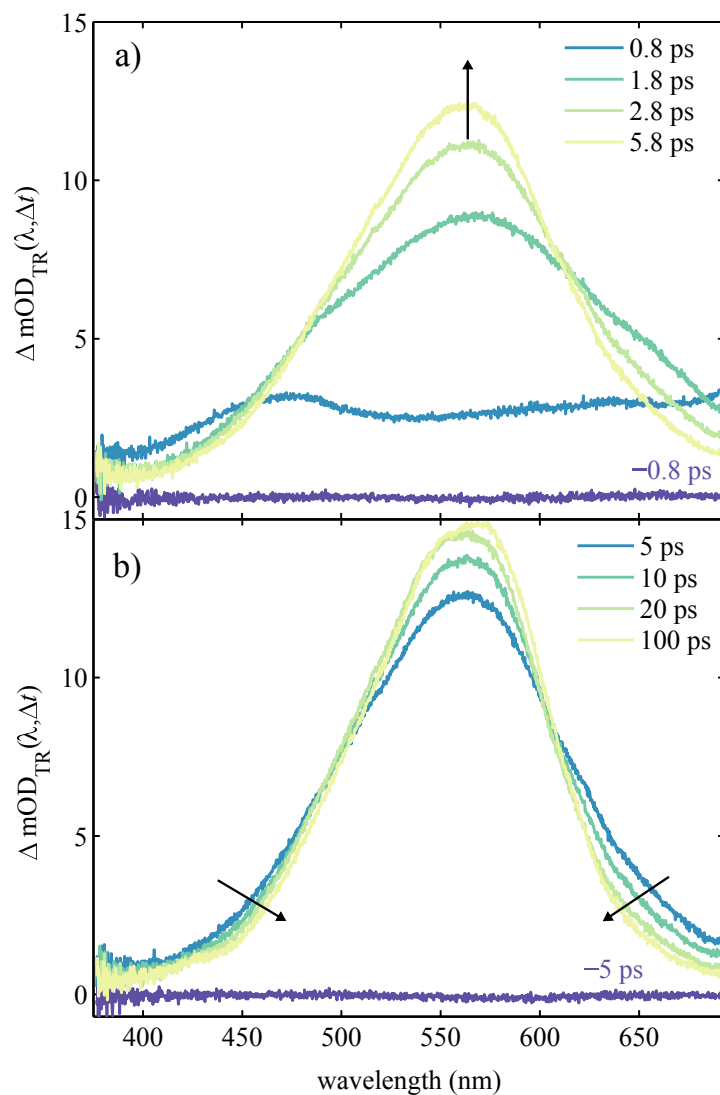 15
a)
0.8 ps
1.8 ps
2.8 ps
5.8 ps
10
5
0
Δ mOD_TR(λ,Δt)
−0.8 ps
15
b)
5 ps
10 ps
20 ps
100 ps
10
5
0
Δ mOD_TR(λ,Δt)
−5 ps
400 450 500 550 600 650
wavelength (nm)